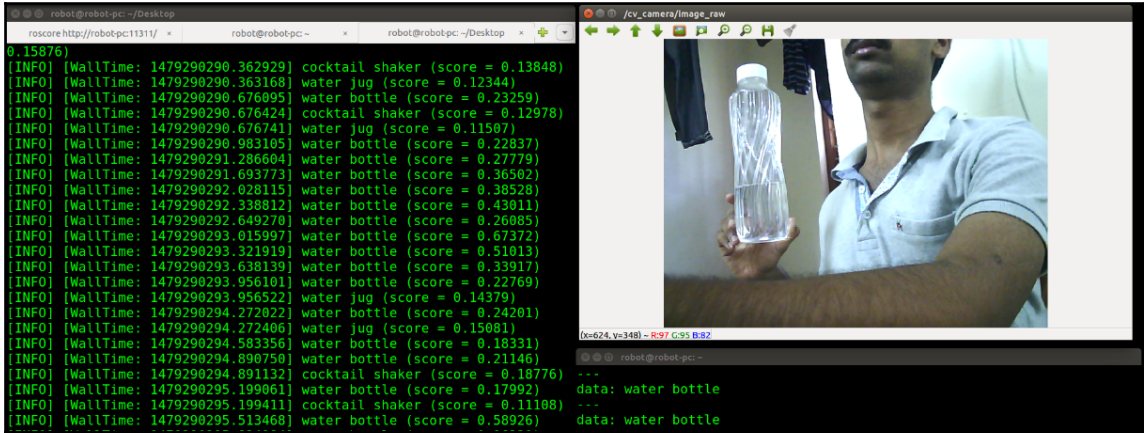 robot@robot-pc: ~/Desktop
roscore http://robot-pc:11311/ ×
robot@robot-pc: ~ ×
robot@robot-pc: ~/Desktop ×
0.15876)
[INFO] [WallTime: 1479290290.362929] cocktail shaker (score = 0.13848)
[INFO] [WallTime: 1479290290.363168] water jug (score = 0.12344)
[INFO] [WallTime: 1479290290.676095] water bottle (score = 0.23259)
[INFO] [WallTime: 1479290290.676424] cocktail shaker (score = 0.12978)
[INFO] [WallTime: 1479290290.676741] water jug (score = 0.11507)
[INFO] [WallTime: 1479290290.983105] water bottle (score = 0.22837)
[INFO] [WallTime: 1479290291.286604] water bottle (score = 0.27779)
[INFO] [WallTime: 1479290291.693773] water bottle (score = 0.36502)
[INFO] [WallTime: 1479290292.028115] water bottle (score = 0.38528)
[INFO] [WallTime: 1479290292.338812] water bottle (score = 0.43011)
[INFO] [WallTime: 1479290292.649270] water bottle (score = 0.26085)
[INFO] [WallTime: 1479290293.015997] water bottle (score = 0.67372)
[INFO] [WallTime: 1479290293.321919] water bottle (score = 0.51013)
[INFO] [WallTime: 1479290293.638139] water bottle (score = 0.33917)
[INFO] [WallTime: 1479290293.956101] water bottle (score = 0.22769)
[INFO] [WallTime: 1479290293.956522] water jug (score = 0.14379)
[INFO] [WallTime: 1479290294.272022] water bottle (score = 0.24201)
[INFO] [WallTime: 1479290294.272406] water jug (score = 0.15081)
[INFO] [WallTime: 1479290294.583356] water bottle (score = 0.18331)
[INFO] [WallTime: 1479290294.890750] water bottle (score = 0.21146)
[INFO] [WallTime: 1479290294.891132] cocktail shaker (score = 0.18776)
[INFO] [WallTime: 1479290295.199061] water bottle (score = 0.17992)
[INFO] [WallTime: 1479290295.199411] cocktail shaker (score = 0.11108)
[INFO] [WallTime: 1479290295.513468] water bottle (score = 0.58926)
/cv_camera/image_raw
(x=624, y=348) ~ R:97 G:95 B:82
robot@robot-pc: ~
---
data: water bottle
---
data: water bottle